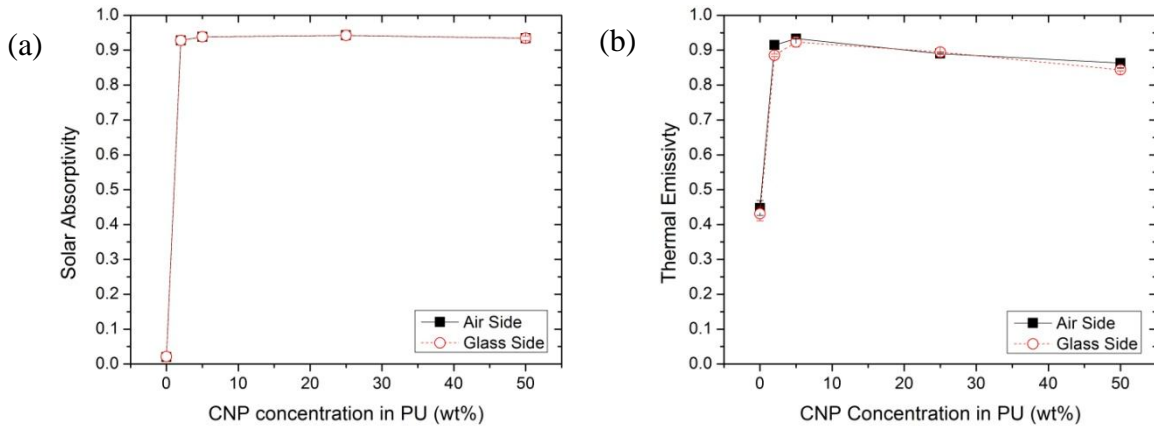 (a)
1.0
0.9
0.8
0.7
0.6
0.5
0.4
0.3
0.2
0.1
0.0
Solar Absorptivity
0 10 20 30 40 50
CNP concentration in PU (wt%)
Air Side
Glass Side
(b)
1.0
0.9
0.8
0.7
0.6
0.5
0.4
0.3
0.2
0.1
0.0
Thermal Emissivty
0 10 20 30 40 50
CNP Concentration in PU (wt%)
Air Side
Glass Side